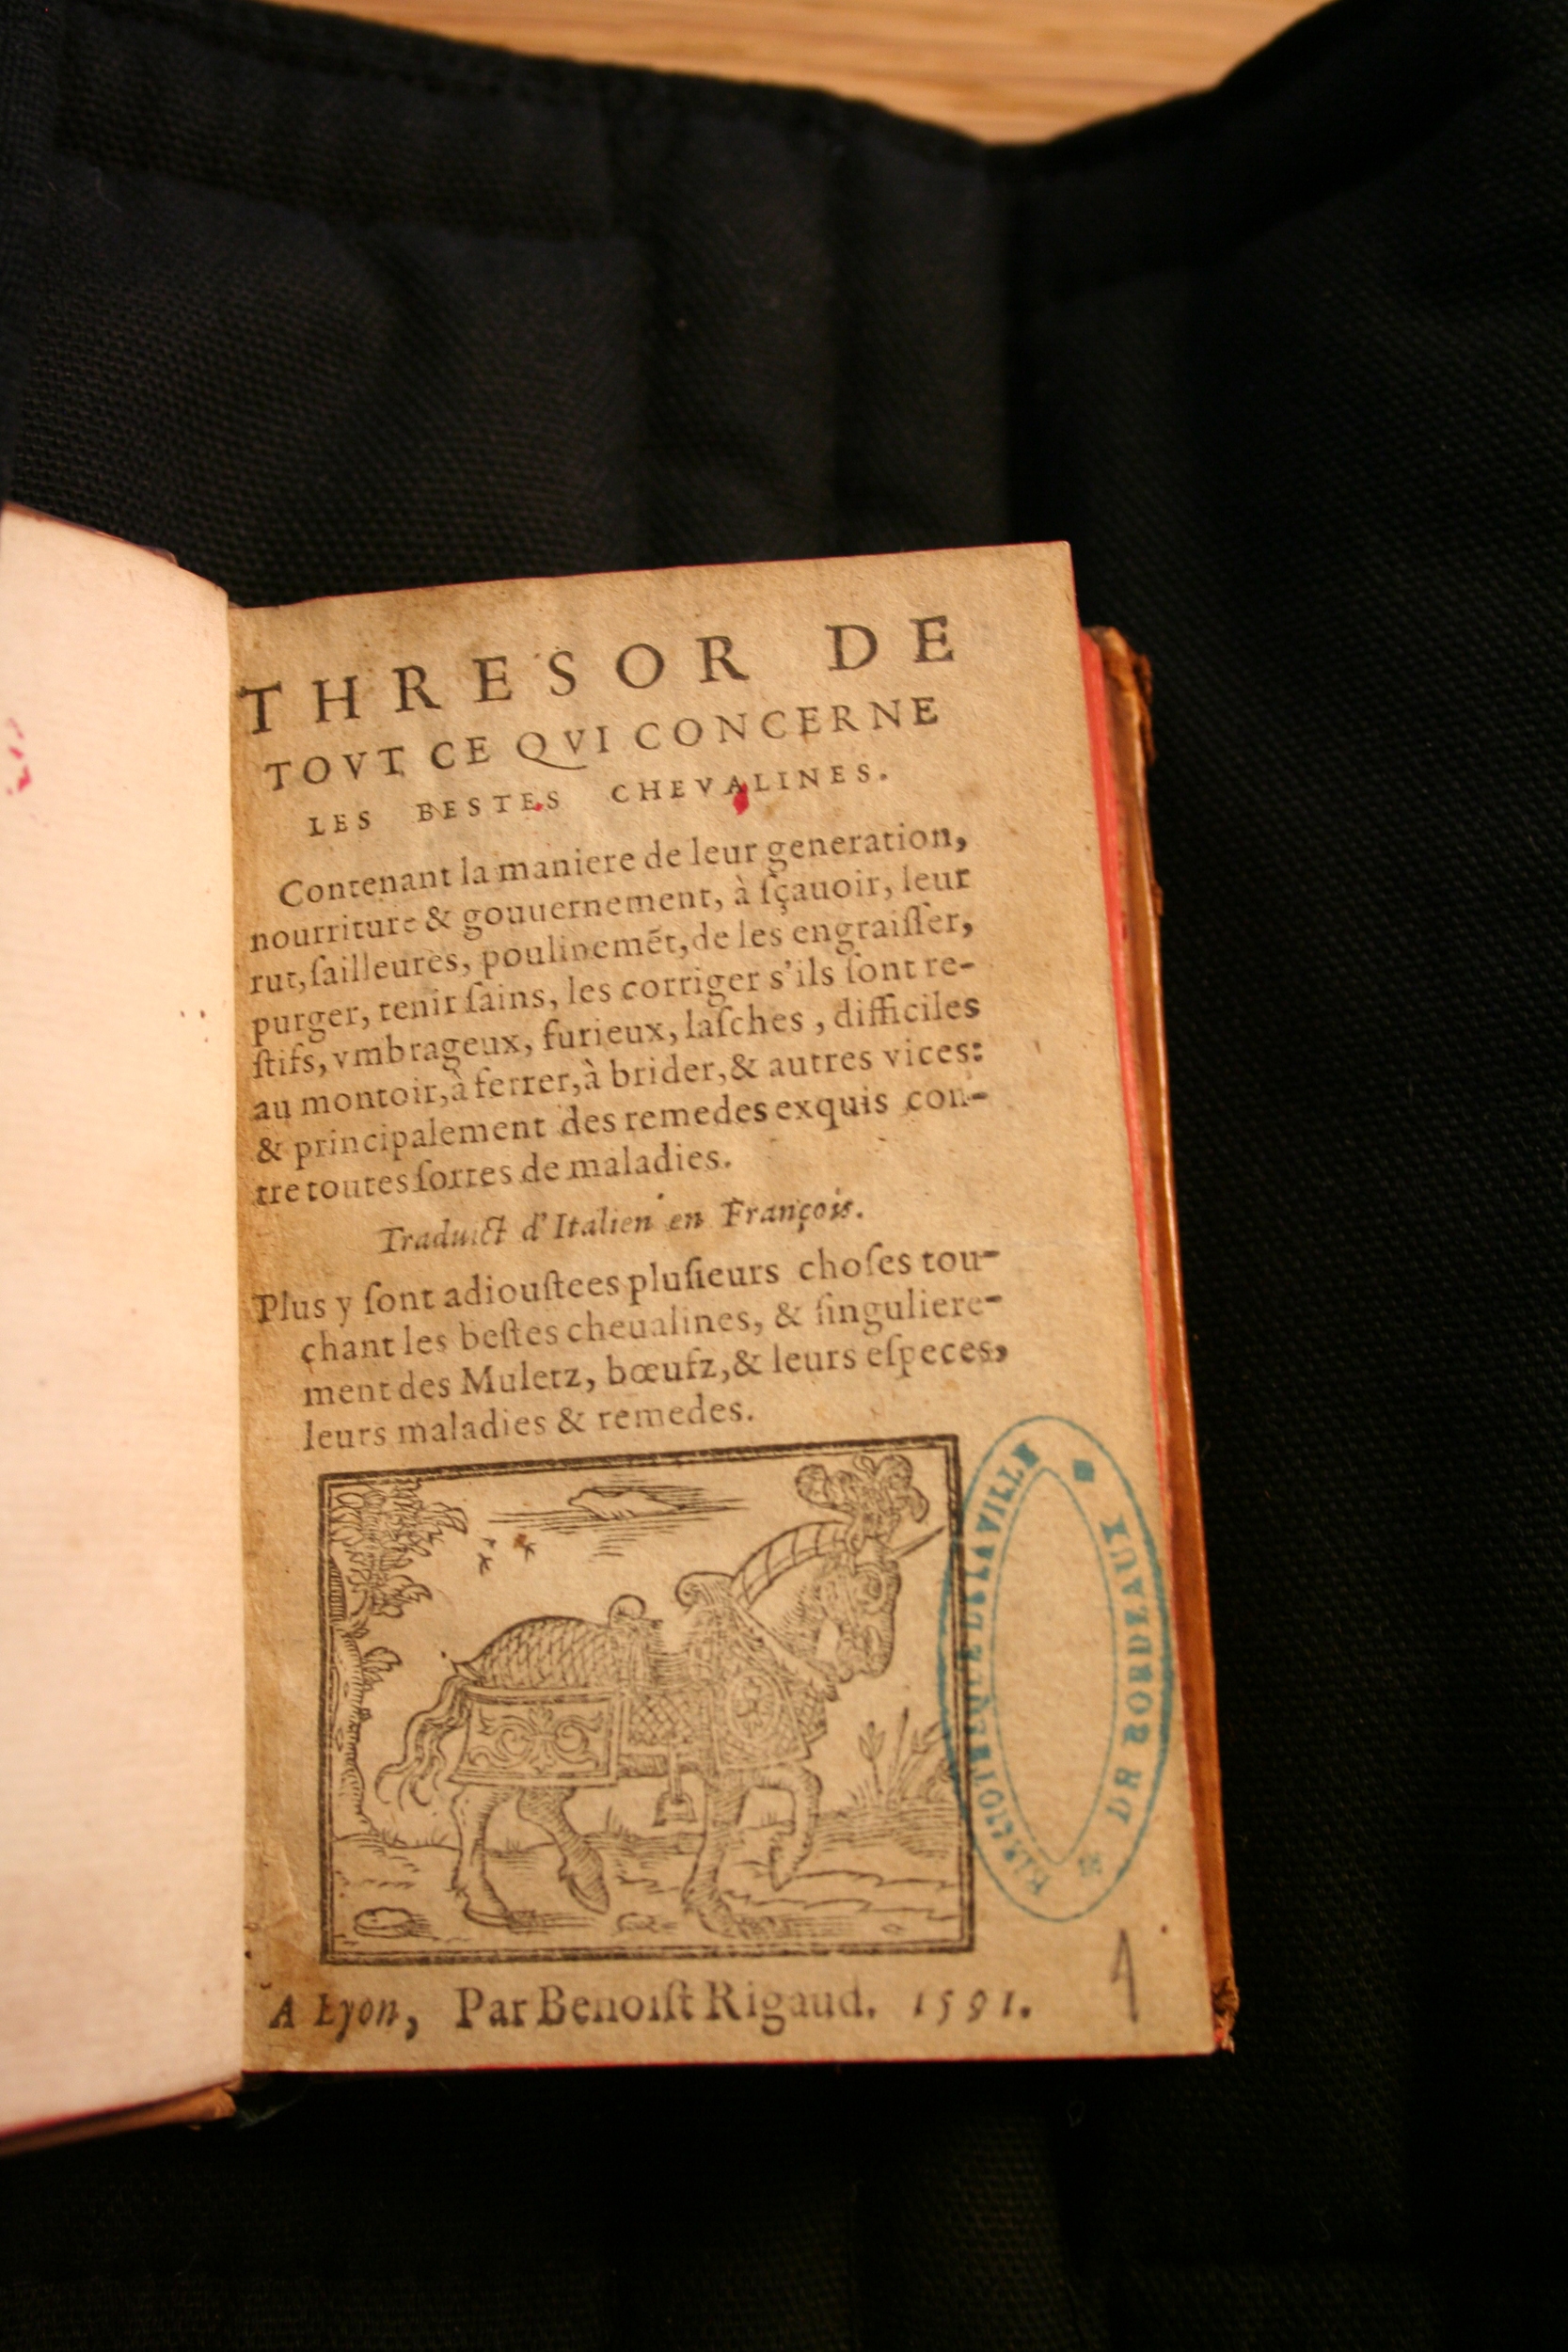 THRESOR DE
TOVT CE QVI CONCERNE
LES BESTES CHEVALINES.
Contenant la maniere de leur generation,
nourriture & gouuernement, à ſçauoir, leur
rut, ſailleures, poulinemẽt, de les engraiſſer,
purger, tenir ſains, les corriger s'ils ſont re-
ſtifs, vmbrageux, furieux, laſches, difficiles
au montoir, à ferrer, à brider, & autres vices:
& principalement des remedes exquis con-
tre toutes ſortes de maladies.
Traduict d'Italien en François.
Plus y ſont adiouſtees pluſieurs choſes tou-
chant les beſtes cheualines, & ſinguliere-
ment des Muletz, bœufz, & leurs eſpeces,
leurs maladies & remedes.
BIBLIOTHEQUE DE LA VILLE
DE BORDEAUX
A Lyon, Par Benoiſt Rigaud. 1591.
1